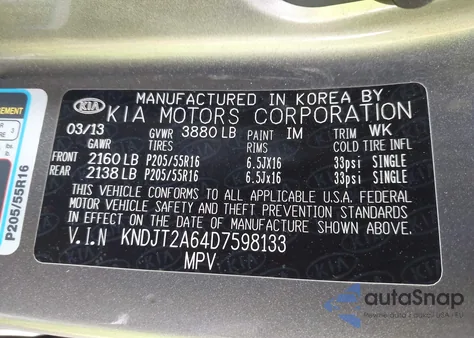 MANUFACTURED IN KOREA BY
KIA KIA MOTORS CORPORATION
03/13 GVWR 3880 LB PAINT IM TRIM WK
GAWR TIRES RIMS COLD TIRE INFL
FRONT 2160 LB P205/55R16 6.5JX16 33psi SINGLE
REAR 2138 LB P205/55R16 6.5JX16 33psi SINGLE
THIS VEHICLE CONFORMS TO ALL APPLICABLE U.S.A. FEDERAL
MOTOR VEHICLE SAFETY AND THEFT PREVENTION STANDARDS
IN EFFECT ON THE DATE OF MANUFACTURE SHOWN ABOVE.
V.I.N KNDJT2A64D7598133
MPV
P205/55R16
autoSnap